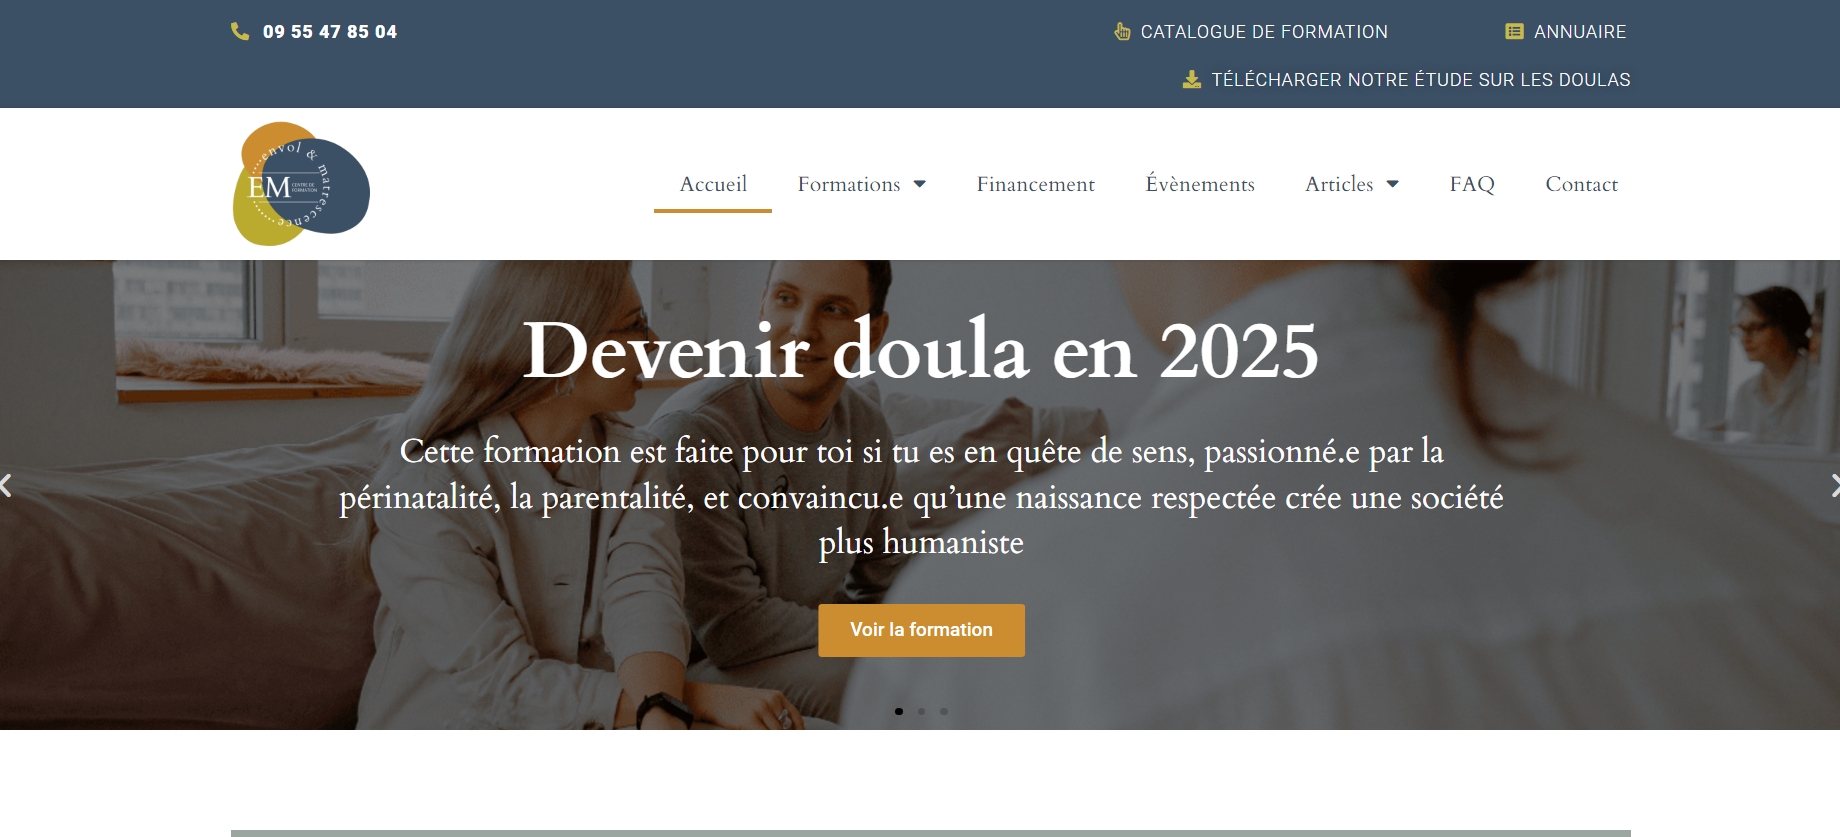 09 55 47 85 04
CATALOGUE DE FORMATION
ANNUAIRE
TÉLÉCHARGER NOTRE ÉTUDE SUR LES DOULAS
envol & matrescence
EM
CENTRE DE
FORMATION
Accueil
Formations
Financement
Évènements
Articles
FAQ
Contact
Devenir doula en 2025
Cette formation est faite pour toi si tu es en quête de sens, passionné.e par la
périnatalité, la parentalité, et convaincu.e qu’une naissance respectée crée une société
plus humaniste
Voir la formation